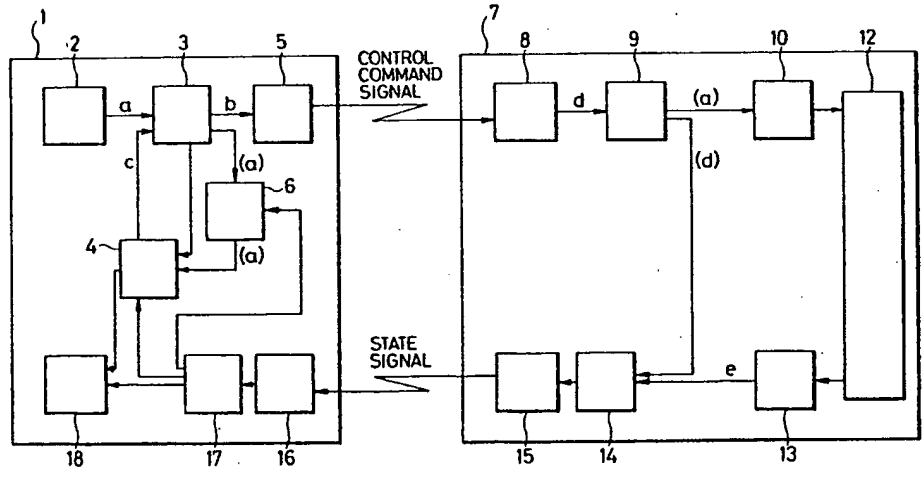 1
2
3
5
CONTROL
COMMAND
SIGNAL
7
8
9
10
12
a
b
c
(a)
6
4
(a)
d
(a)
(d)
STATE
SIGNAL
e
18
17
16
15
14
13